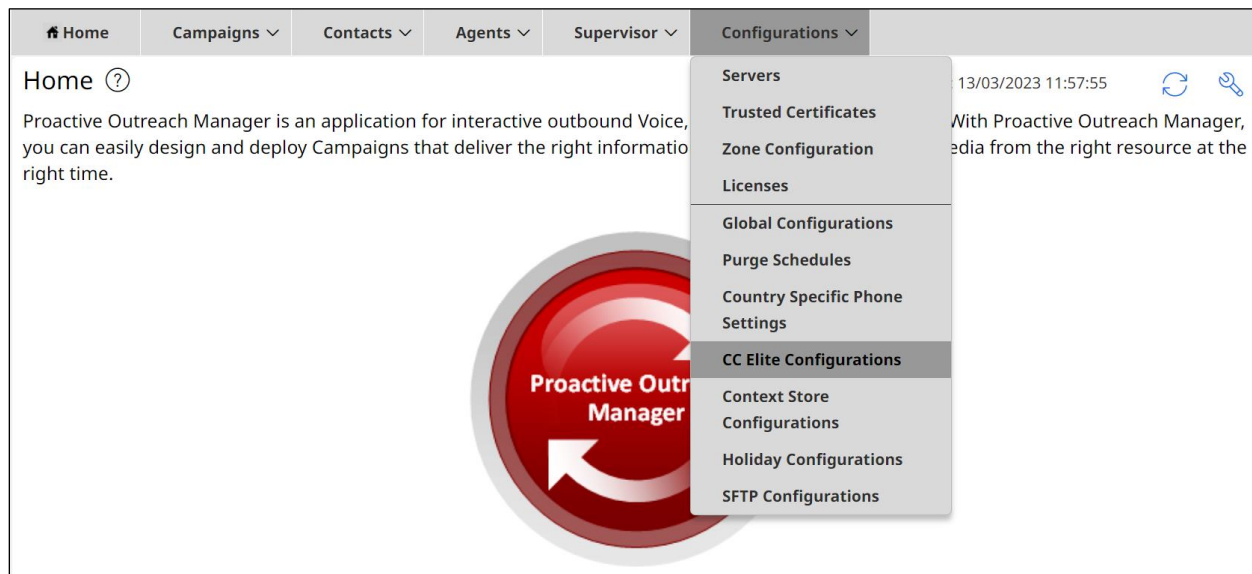 Home Campaigns Contacts Agents Supervisor Configurations
Home ?
: 13/03/2023 11:57:55
Proactive Outreach Manager is an application for interactive outbound Voice, With Proactive Outreach Manager,
you can easily design and deploy Campaigns that deliver the right informatio edia from the right resource at the
right time.
Servers
Trusted Certificates
Zone Configuration
Licenses
Global Configurations
Purge Schedules
Country Specific Phone
Settings
CC Elite Configurations
Context Store
Configurations
Holiday Configurations
SFTP Configurations
Proactive Outr
Manager